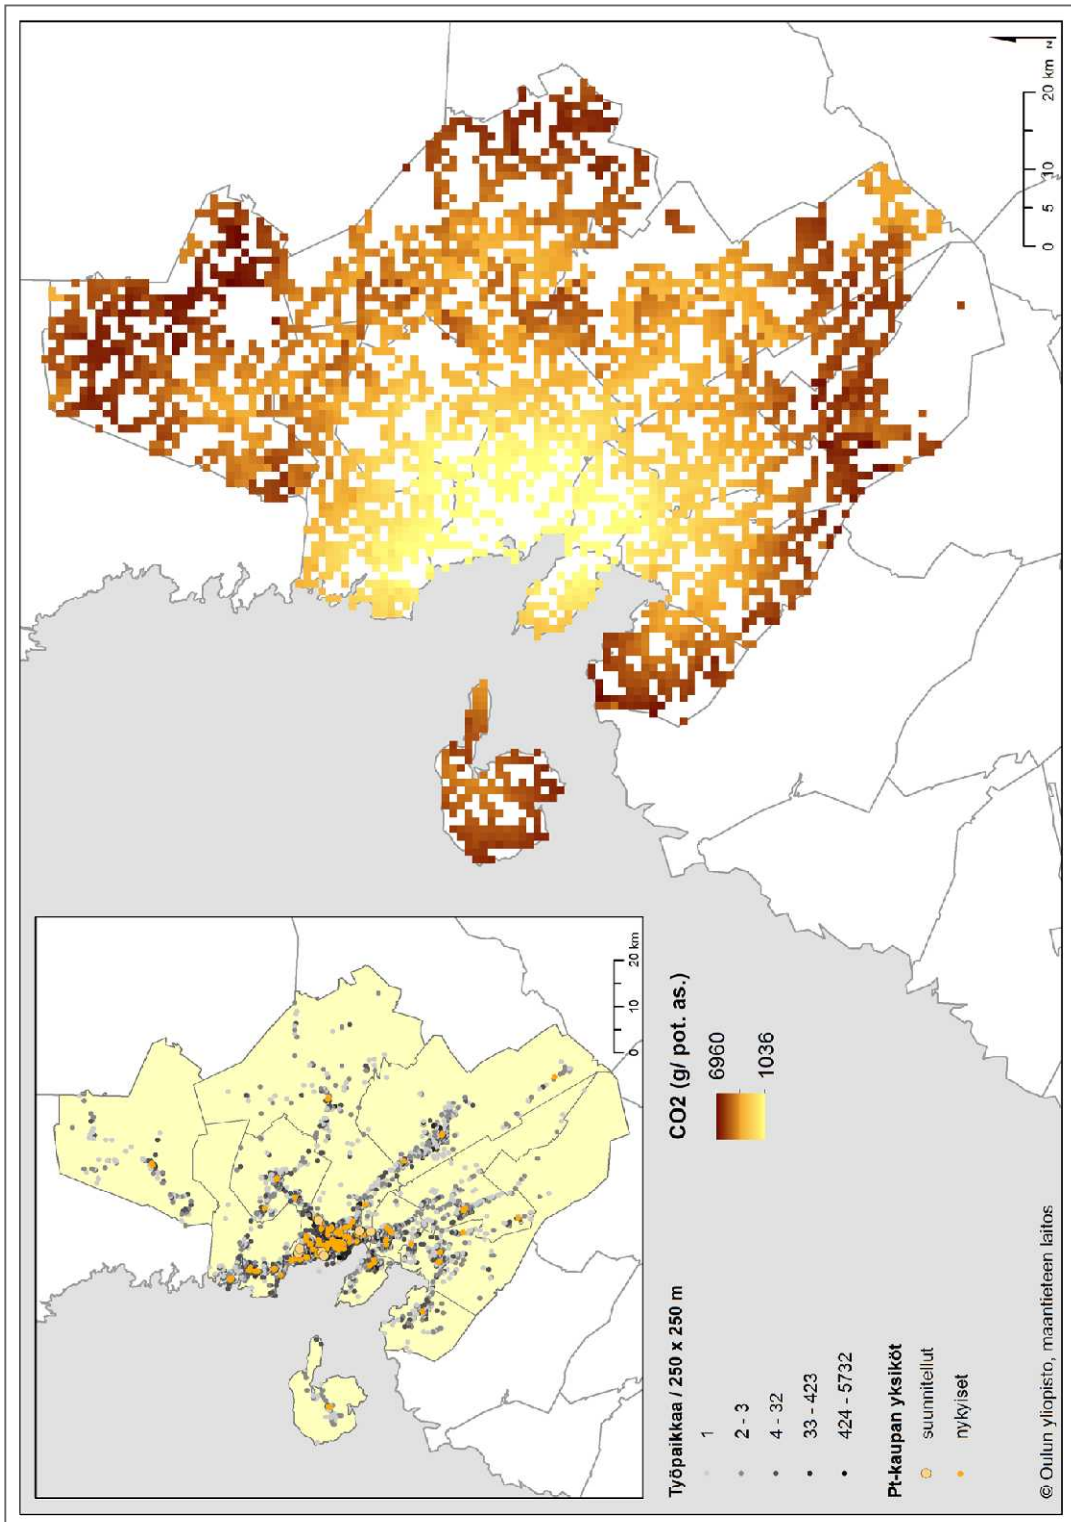 20 km
10
0
Työpaikkaa / 250 x 250 m
1
2 - 3
4 - 32
33 - 423
424 - 5732
Pt-kaupan yksiköt
suunnitellut
nykyiset
CO2 (g/ pot. as.)
6960
1036
© Oulun yliopisto, maantieteen laitos
N
0
5
10
20 km